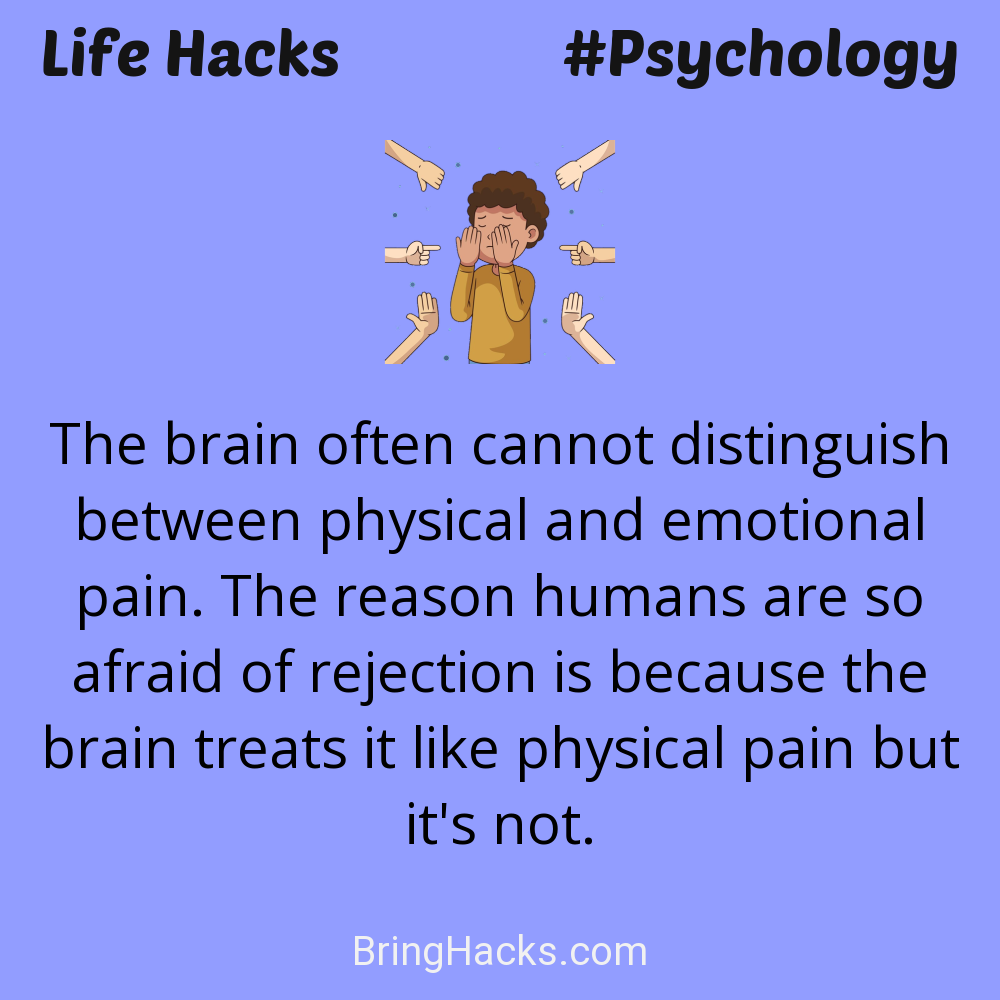 Life Hacks #Psychology
The brain often cannot distinguish
between physical and emotional
pain. The reason humans are so
afraid of rejection is because the
brain treats it like physical pain but
it's not.
BringHacks.com